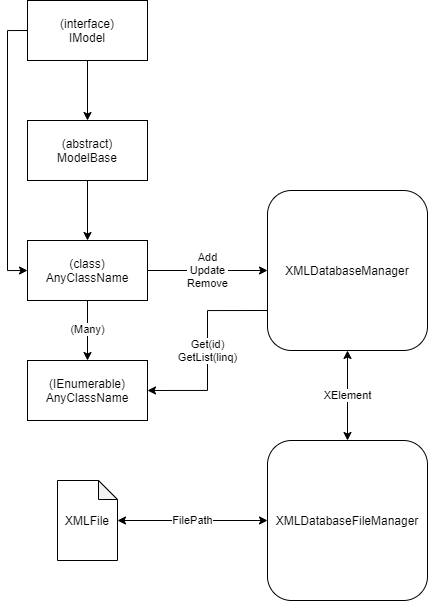 (interface)
IModel
(abstract)
ModelBase
(class)
AnyClassName
Add
Update
Remove
XMLDatabaseManager
(Many)
Get(id)
GetList(linq)
(IEnumerable)
AnyClassName
XElement
XMLFile
FilePath
XMLDatabaseFileManager